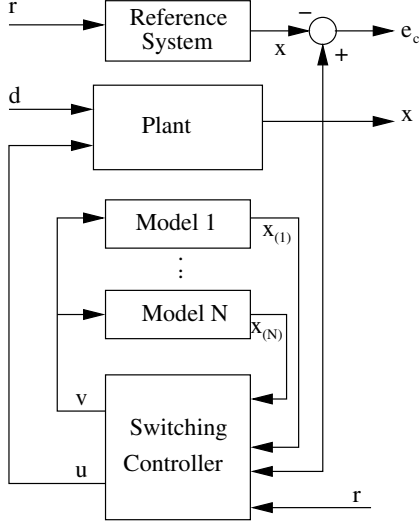 r
Reference
System
x
−
+
e_c
d
Plant
x
Model 1
x_(1)
⋮
Model N
x_(N)
v
Switching
Controller
u
r